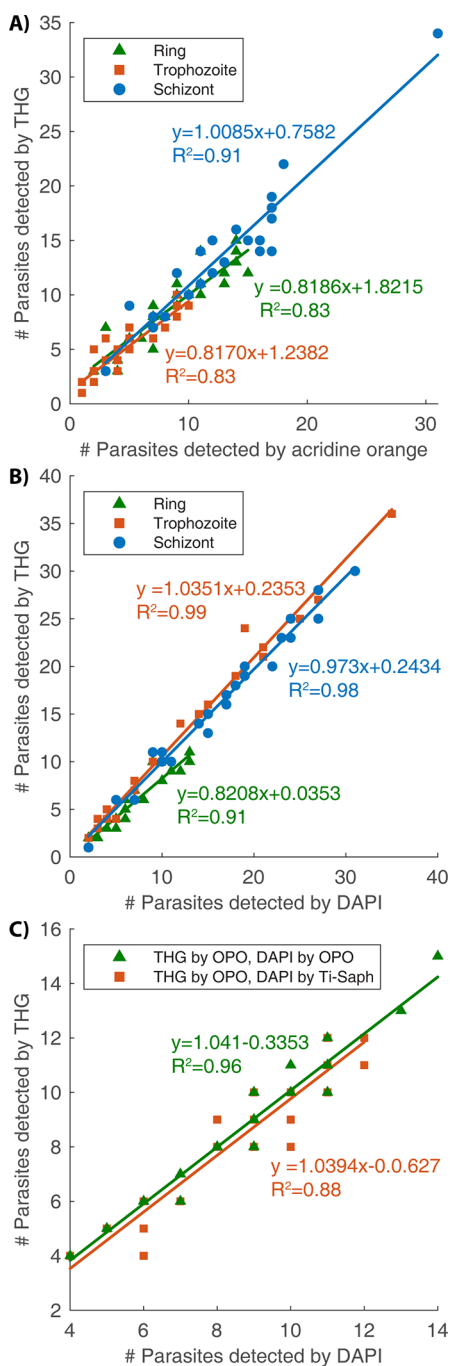 A)
35
30
25
20
15
10
5
0
0
10
20
30
# Parasites detected by THG
# Parasites detected by acridine orange
Ring
Trophozoite
Schizont
y=1.0085x+0.7582
R²=0.91
y =0.8186x+1.8215
R²=0.83
y=0.8170x+1.2382
R²=0.83
B)
40
35
30
25
20
15
10
5
0
0
10
20
30
40
# Parasites detected by THG
# Parasites detected by DAPI
Ring
Trophozoite
Schizont
y =1.0351x+0.2353
R²=0.99
y=0.973x+0.2434
R²=0.98
y=0.8208x+0.0353
R²=0.91
C)
16
14
12
10
8
6
4
2
4
6
8
10
12
14
# Parasites detected by THG
# Parasites detected by DAPI
THG by OPO, DAPI by OPO
THG by OPO, DAPI by Ti-Saph
y=1.041-0.3353
R²=0.96
y =1.0394x-0.0.627
R²=0.88